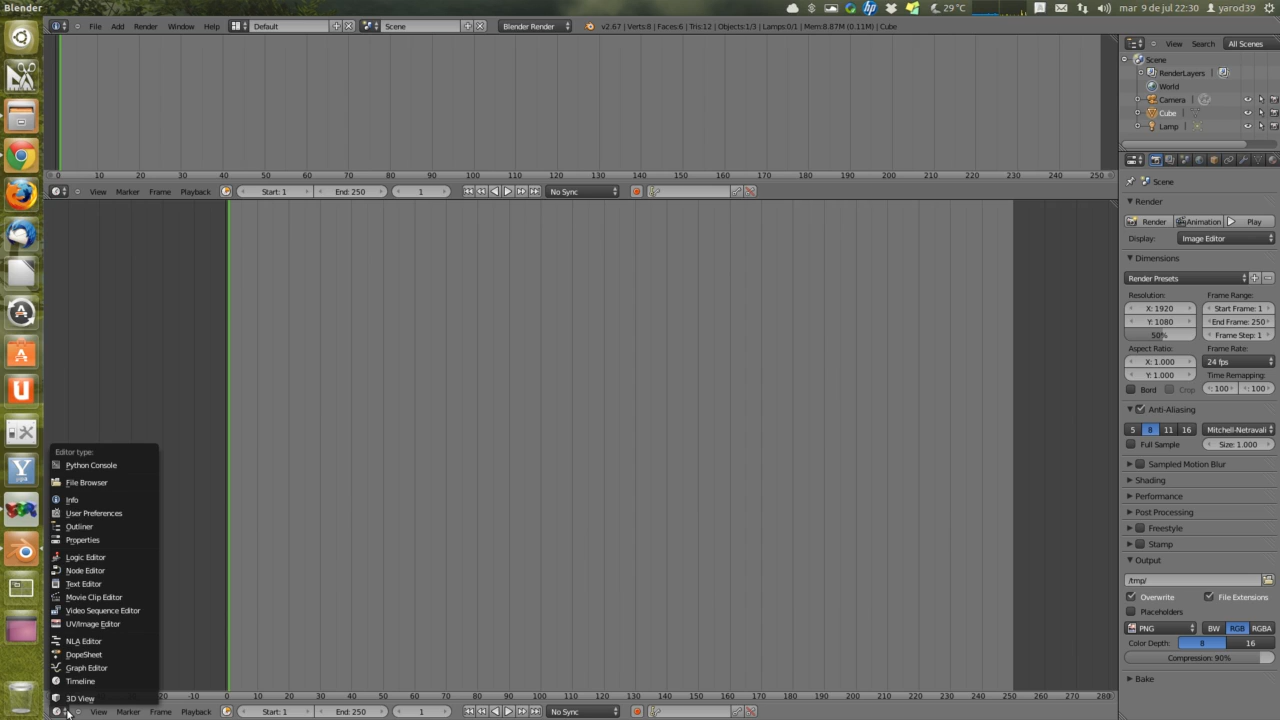 Blender
29°C
mar 9 de jul 22:30
yarod39
File Add Render Window Help
Default
Scene
Blender Render
v2.67 | Verts:8 | Faces:6 | Tris:12 | Objects:1/3 | Lamps:0/1 | Mem:8.87M (0.11M) | Cube
View Search All Scenes
Scene
RenderLayers
World
Camera
Cube
Lamp
0 10 20 30 40 50 60 70 80 90 100 110 120 130 140 150 160 170 180 190 200 210 220 230 240 250
View Marker Frame Playback
Start: 1
End: 250
1
No Sync
Scene
Render
Render Animation Play
Display: Image Editor
Dimensions
Render Presets
Resolution: Frame Range:
X: 1920 Start Frame: 1
Y: 1080 End Frame: 250
50% Frame Step: 1
Aspect Ratio: Frame Rate:
X: 1.000 24 fps
Y: 1.000 Time Remapping:
Bord Crop : 100 : 100
Anti-Aliasing
5 8 11 16 Mitchell-Netravali
Full Sample Size: 1.000
Sampled Motion Blur
Shading
Performance
Post Processing
Freestyle
Stamp
Output
/tmp/
Overwrite File Extensions
Placeholders
PNG BW RGB RGBA
Color Depth: 8 16
Compression: 90%
Bake
Editor type:
Python Console
File Browser
Info
User Preferences
Outliner
Properties
Logic Editor
Node Editor
Text Editor
Movie Clip Editor
Video Sequence Editor
UV/Image Editor
NLA Editor
DopeSheet
Graph Editor
Timeline
3D View
-20 -10 0 10 20 30 40 50 60 70 80 90 100 110 120 130 140 150 160 170 180 190 200 210 220 230 240 250 260 270 280
View Marker Frame Playback
Start: 1
End: 250
1
No Sync